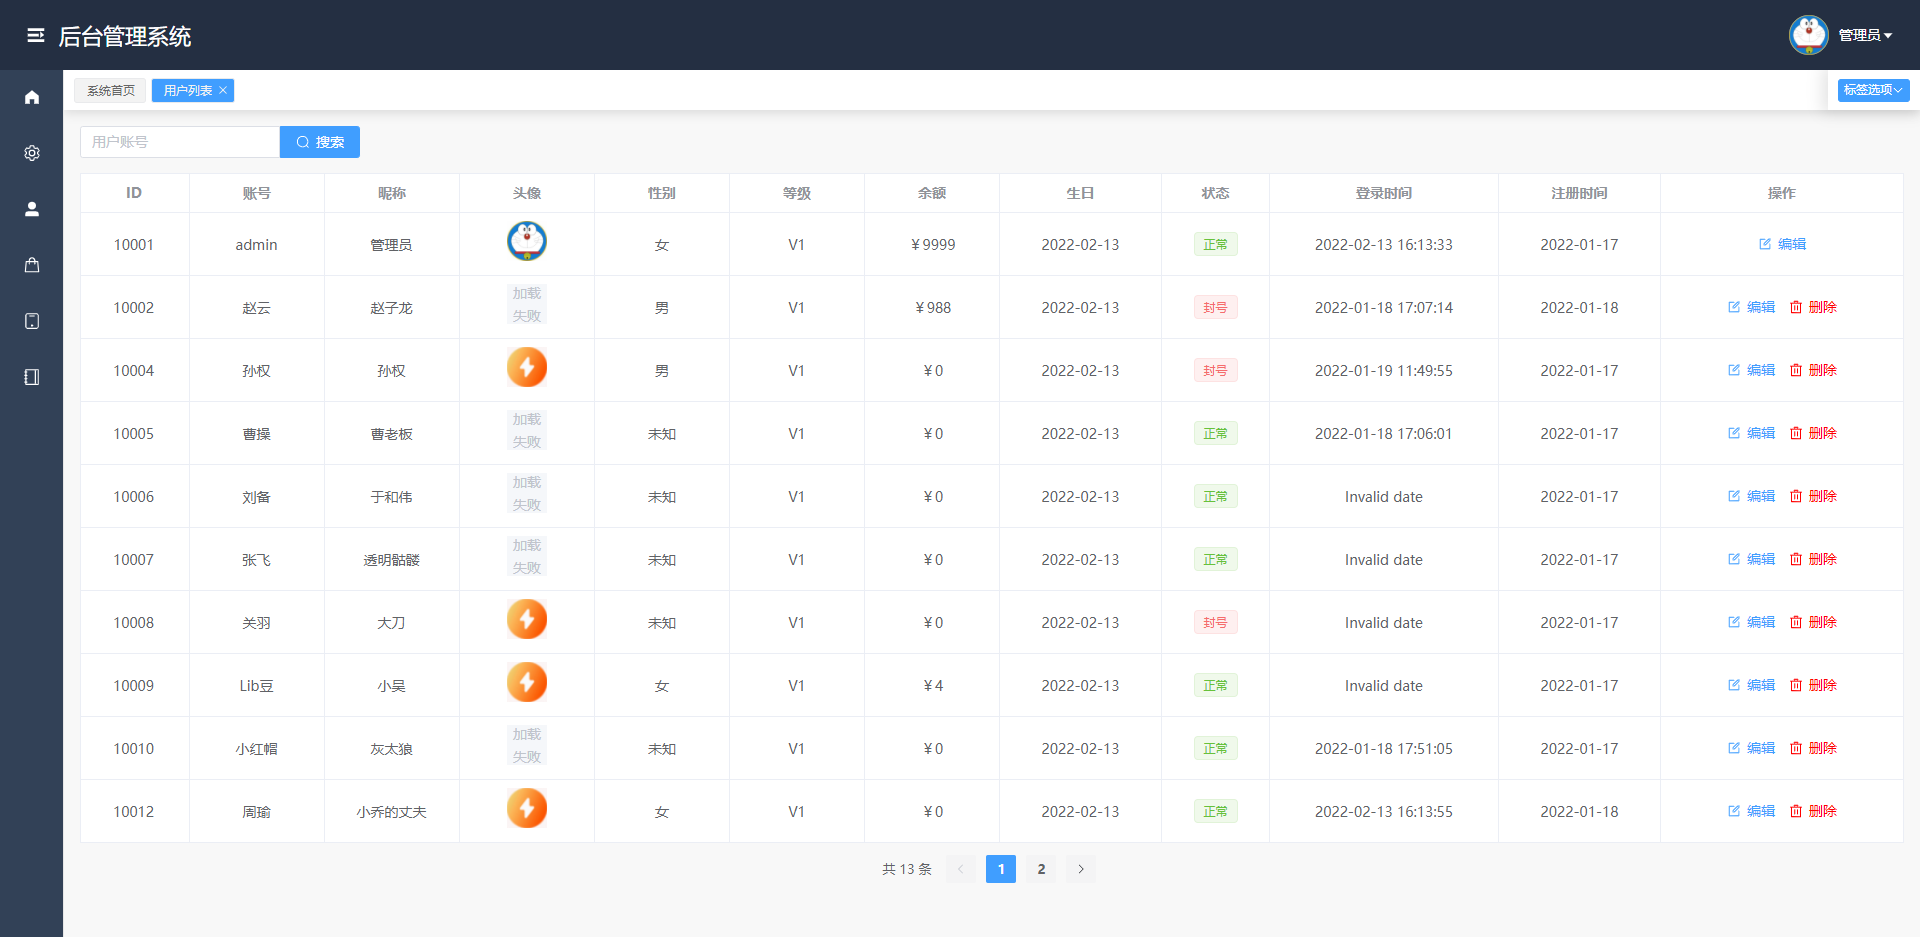 后台管理系统
管理员
系统首页 用户列表 标签选项
用户账号 搜索
ID 账号 昵称 头像 性别 等级 余额 生日 状态 登录时间 注册时间 操作
10001 admin 管理员 女 V1 ￥9999 2022-02-13 正常 2022-02-13 16:13:33 2022-01-17 编辑
10002 赵云 赵子龙 加载失败 男 V1 ￥988 2022-02-13 封号 2022-01-18 17:07:14 2022-01-18 编辑 删除
10004 孙权 孙权 男 V1 ￥0 2022-02-13 封号 2022-01-19 11:49:55 2022-01-17 编辑 删除
10005 曹操 曹老板 加载失败 未知 V1 ￥0 2022-02-13 正常 2022-01-18 17:06:01 2022-01-17 编辑 删除
10006 刘备 于和伟 加载失败 未知 V1 ￥0 2022-02-13 正常 Invalid date 2022-01-17 编辑 删除
10007 张飞 透明骷髅 加载失败 未知 V1 ￥0 2022-02-13 正常 Invalid date 2022-01-17 编辑 删除
10008 关羽 大刀 未知 V1 ￥0 2022-02-13 封号 Invalid date 2022-01-17 编辑 删除
10009 Lib豆 小吴 女 V1 ￥4 2022-02-13 正常 Invalid date 2022-01-17 编辑 删除
10010 小红帽 灰太狼 加载失败 未知 V1 ￥0 2022-02-13 正常 2022-01-18 17:51:05 2022-01-17 编辑 删除
10012 周瑜 小乔的丈夫 女 V1 ￥0 2022-02-13 正常 2022-02-13 16:13:55 2022-01-18 编辑 删除
共 13 条 1 2